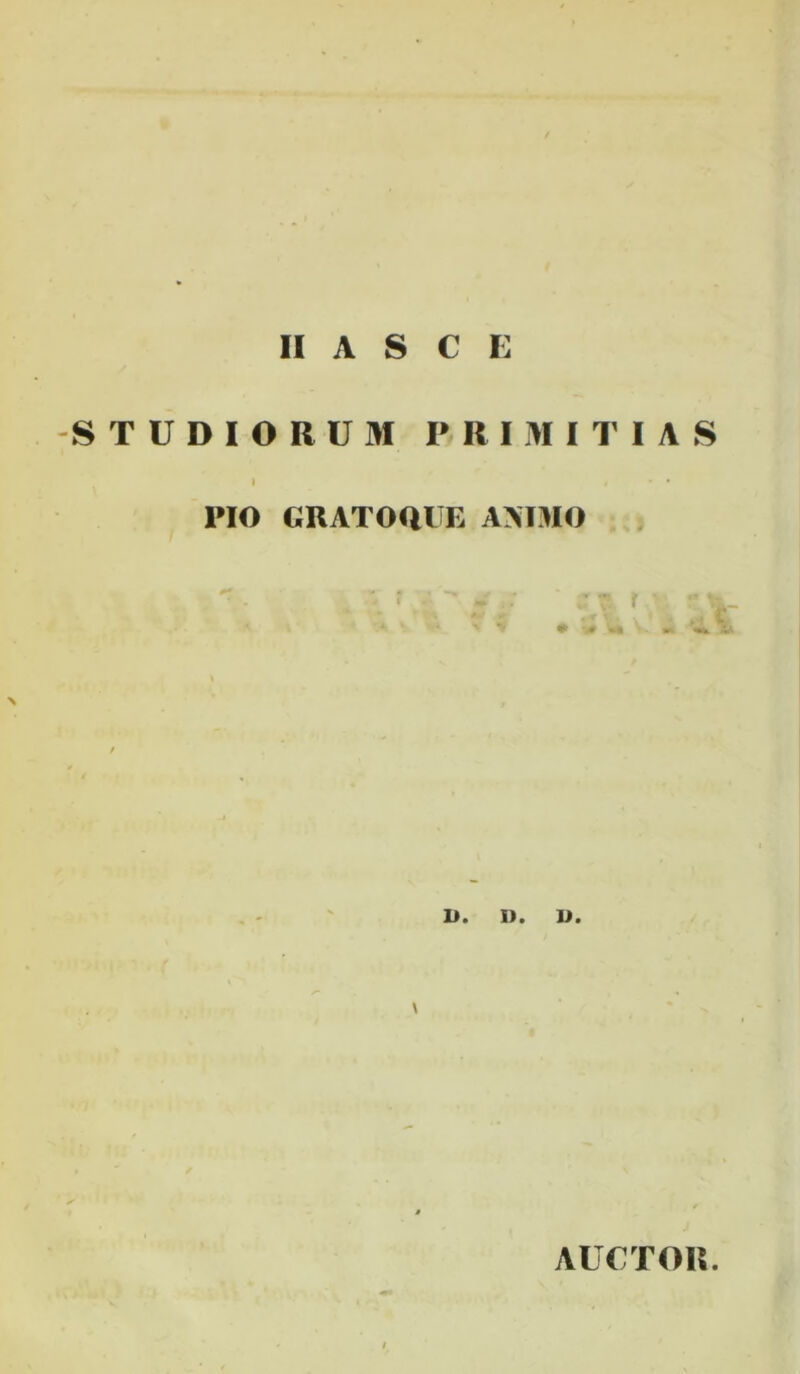 HASCE
STUDIORUM PRIMITIAS
PIO GRATOQUE ANIMO
D. D. D.
AUCTOR.